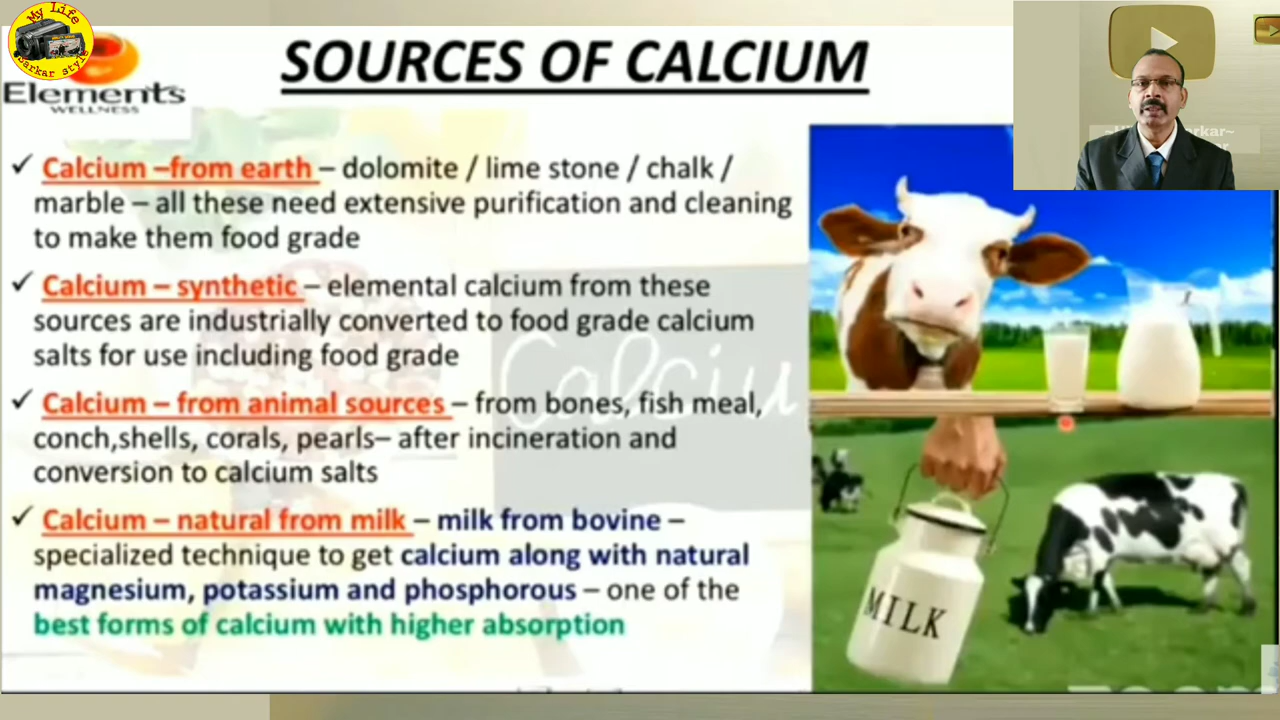 My Life
Sarkar style
Elements
WELLNESS
SOURCES OF CALCIUM
✓ Calcium –from earth – dolomite / lime stone / chalk /
marble – all these need extensive purification and cleaning
to make them food grade
✓ Calcium – synthetic – elemental calcium from these
sources are industrially converted to food grade calcium
salts for use including food grade
✓ Calcium – from animal sources – from bones, fish meal,
conch,shells, corals, pearls– after incineration and
conversion to calcium salts
✓ Calcium – natural from milk – milk from bovine –
specialized technique to get calcium along with natural
magnesium, potassium and phosphorous – one of the
best forms of calcium with higher absorption
Calciu
MILK